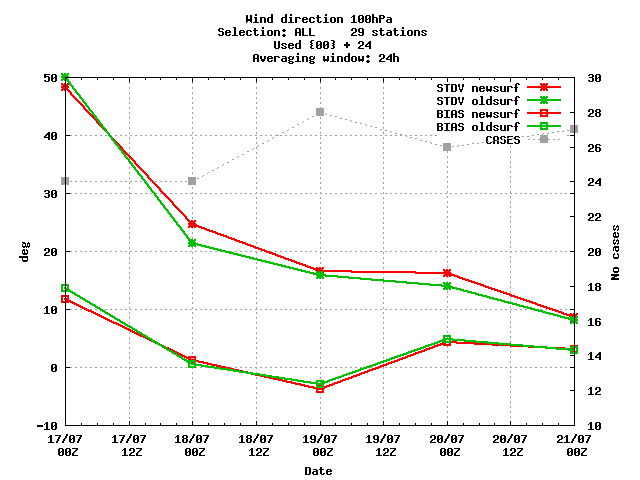 Wind direction 100hPa
Selection: ALL     29 stations
Used {00} + 24
Averaging window: 24h
STDV newsurf
STDV oldsurf
BIAS newsurf
BIAS oldsurf
CASES
50
40
30
20
10
0
-10
deg
30
28
26
24
22
20
18
16
14
12
10
No cases
17/07 17/07 18/07 18/07 19/07 19/07 20/07 20/07 21/07
00Z 12Z 00Z 12Z 00Z 12Z 00Z 12Z 00Z
Date